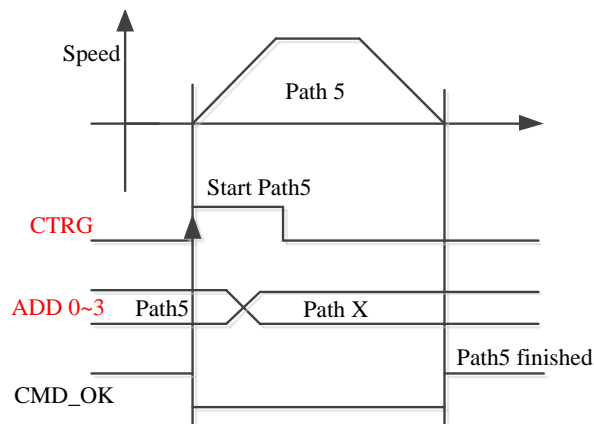 Speed
Path 5
Start Path5
CTRG
ADD 0~3
Path5
Path X
Path5 finished
CMD_OK